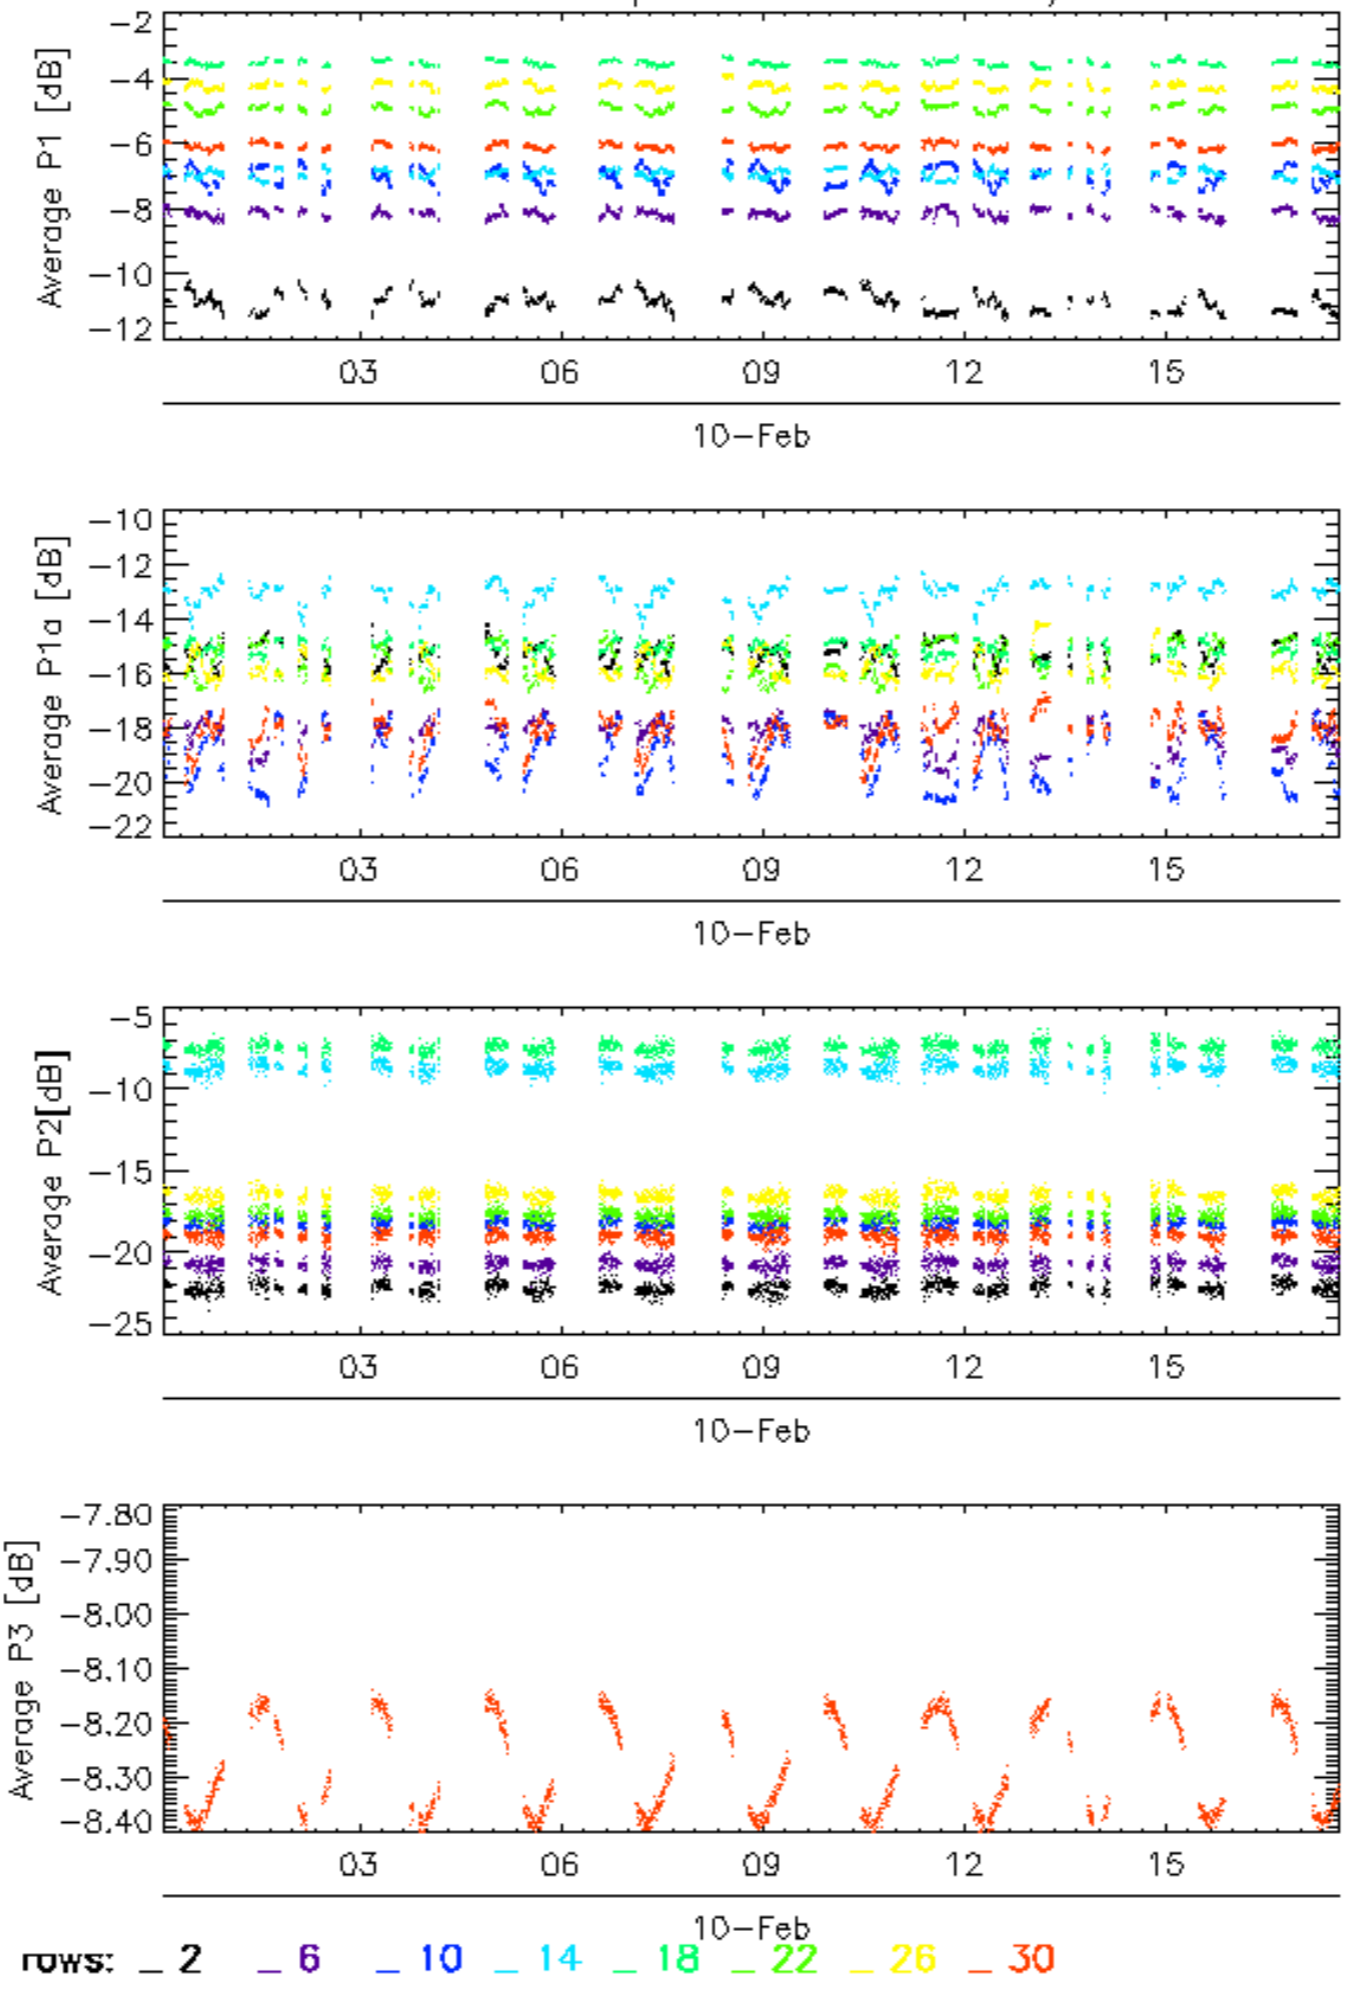 Average P1 [dB]
-2
-4
-6
-8
-10
-12
03 06 09 12 15
10-Feb
Average P1a [dB]
-10
-12
-14
-16
-18
-20
-22
03 06 09 12 15
10-Feb
Average P2[dB]
-5
-10
-15
-20
-25
03 06 09 12 15
10-Feb
Average P3 [dB]
-7.80
-7.90
-8.00
-8.10
-8.20
-8.30
-8.40
03 06 09 12 15
10-Feb
rows: _ 2 _ 6 _ 10 _ 14 _ 18 _ 22 _ 26 _ 30